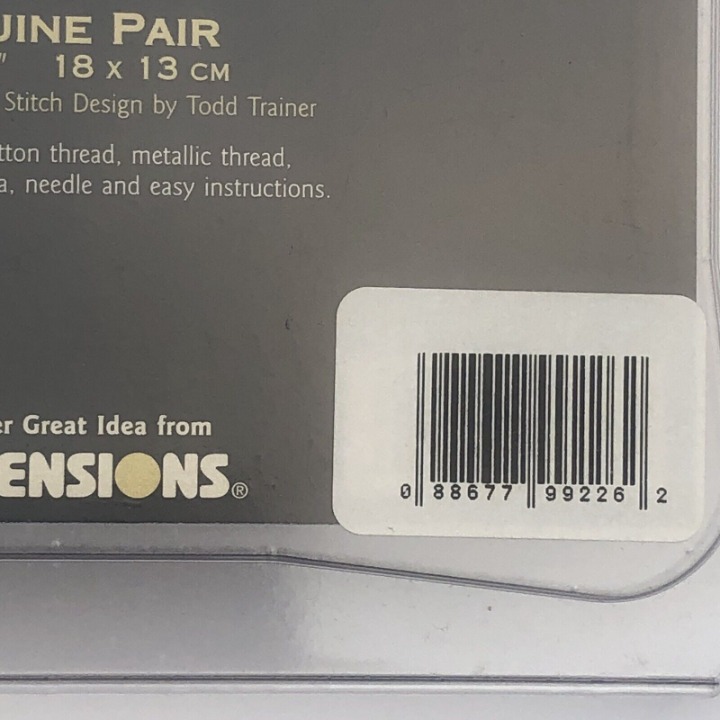 UINE PAIR
" 18 X 13 CM
Stitch Design by Todd Trainer
tton thread, metallic thread,
a, needle and easy instructions.
er Great Idea from
ENSIONS®
0 88677 99226 2